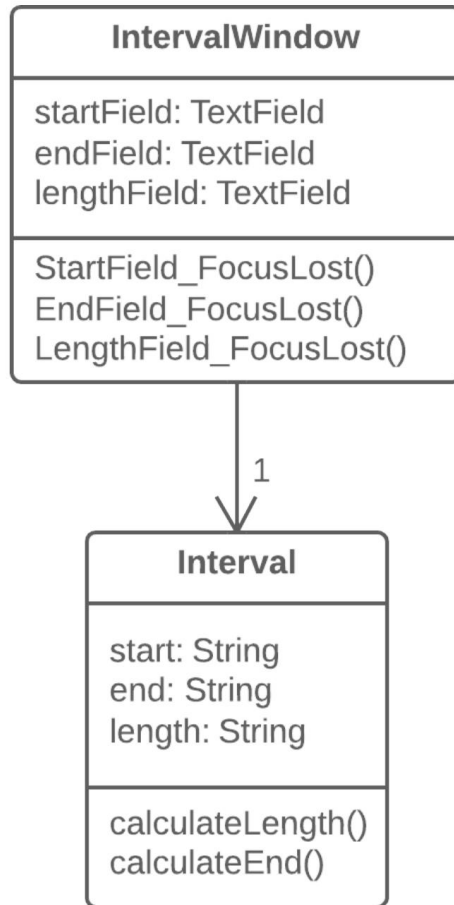 IntervalWindow
startField: TextField
endField: TextField
lengthField: TextField
StartField_FocusLost()
EndField_FocusLost()
LengthField_FocusLost()
1
Interval
start: String
end: String
length: String
calculateLength()
calculateEnd()